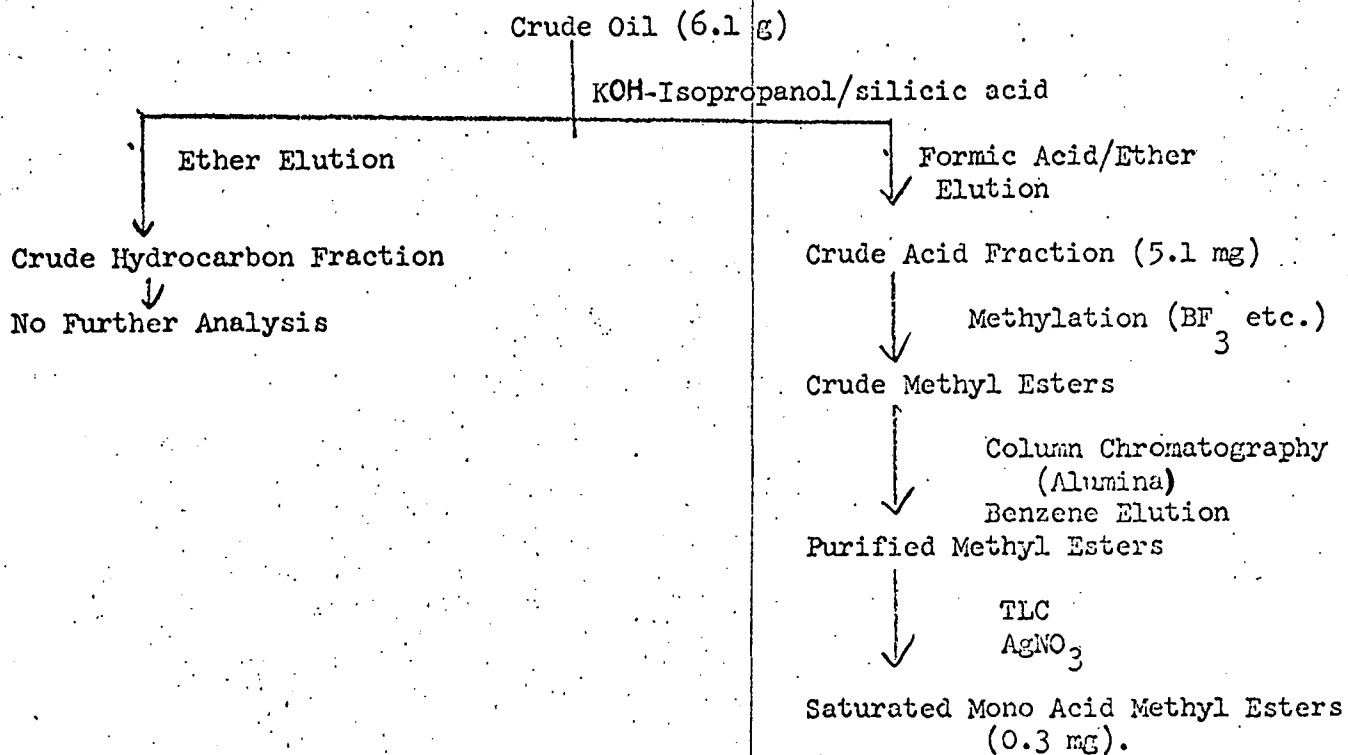 Crude Oil (6.1 g)
KOH-Isopropanol/silicic acid
Ether Elution
Crude Hydrocarbon Fraction
No Further Analysis
Formic Acid/Ether
Elution
Crude Acid Fraction (5.1 mg)
Methylation (BF3 etc.)
Crude Methyl Esters
Column Chromatography
(Alumina)
Benzene Elution
Purified Methyl Esters
TLC
AgNO3
Saturated Mono Acid Methyl Esters
(0.3 mg).